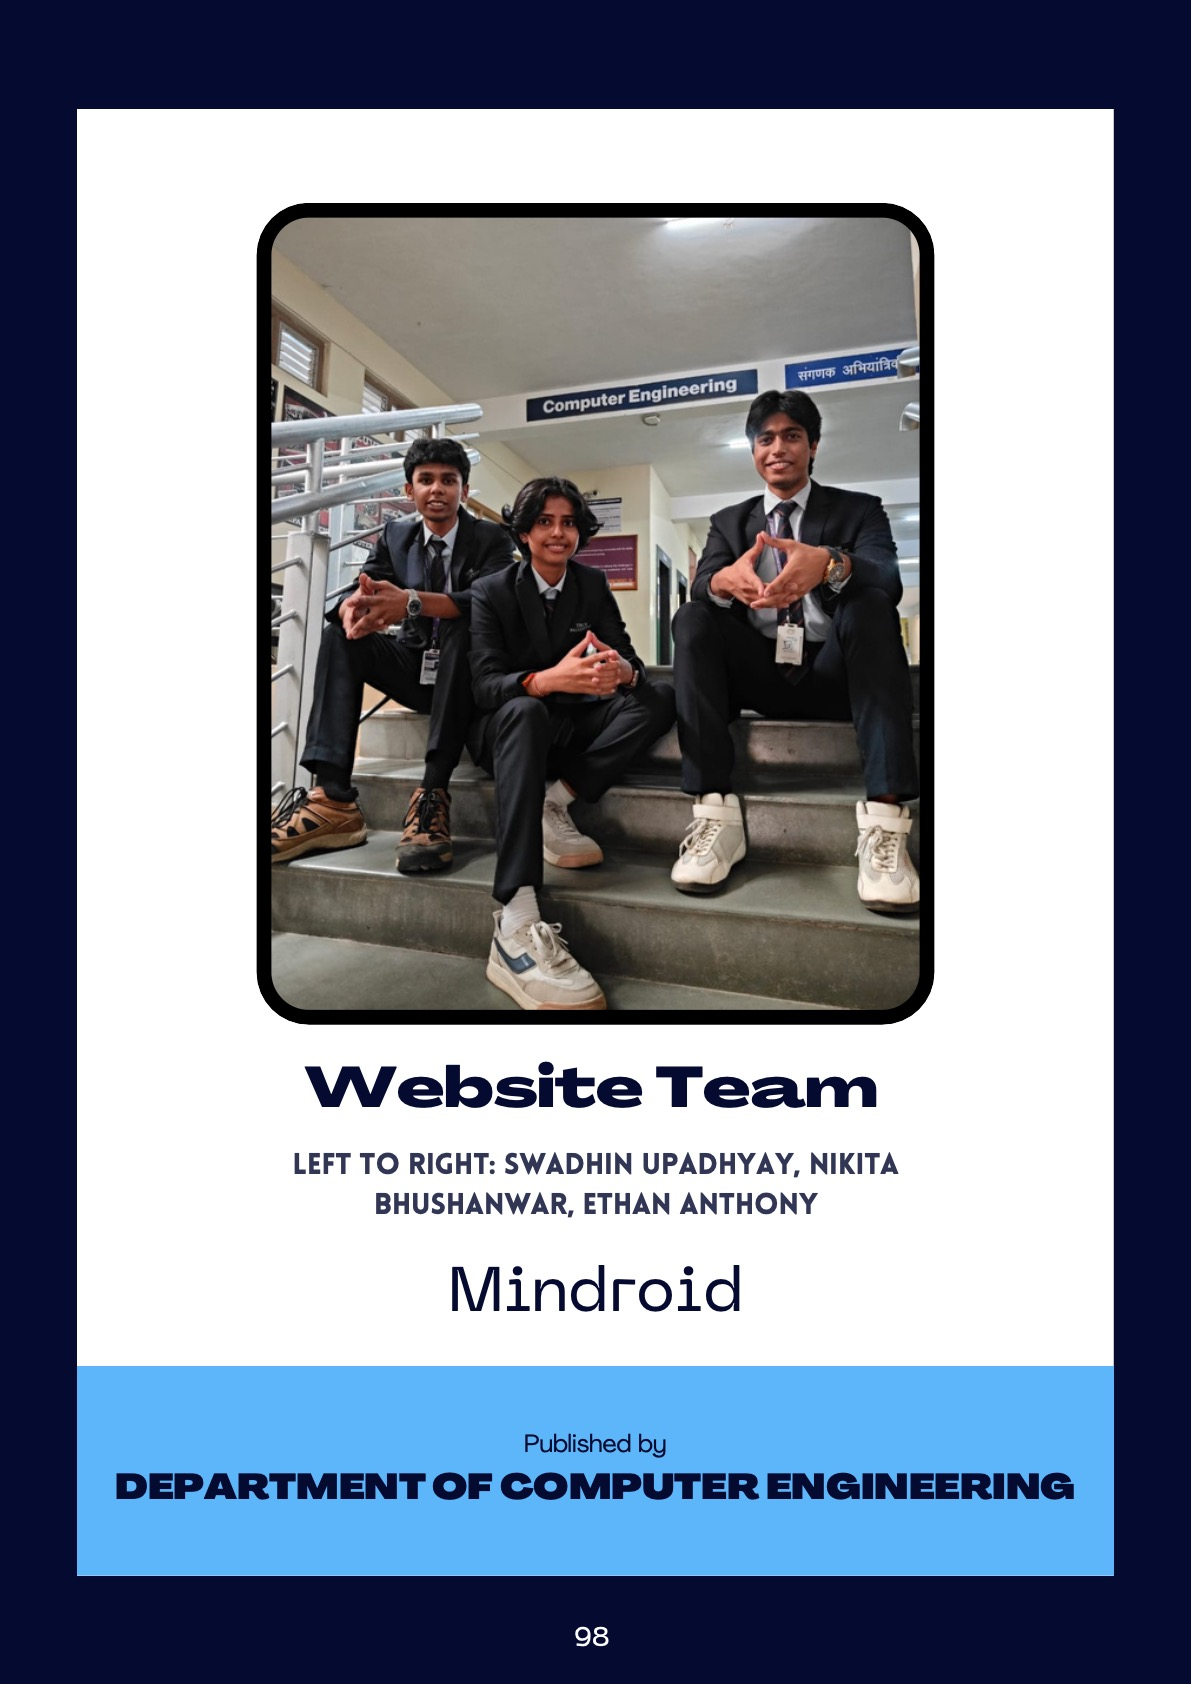 Computer Engineering
संगणक अभियांत्रि
Website Team
LEFT TO RIGHT: SWADHIN UPADHYAY, NIKITA
BHUSHANWAR, ETHAN ANTHONY
Mindroid
Published by
DEPARTMENT OF COMPUTER ENGINEERING
98